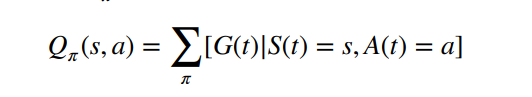 Q_π(s, a) = ∑_π [G(t)|S(t) = s, A(t) = a]